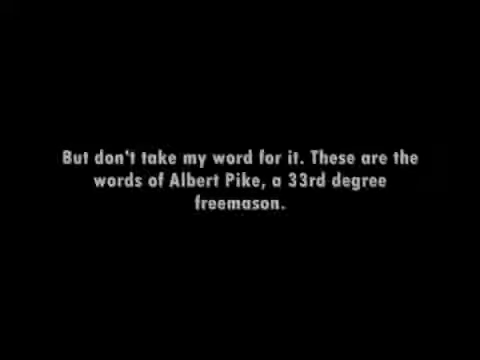 But don't take my word for it. These are the
words of Albert Pike, a 33rd degree
freemason.